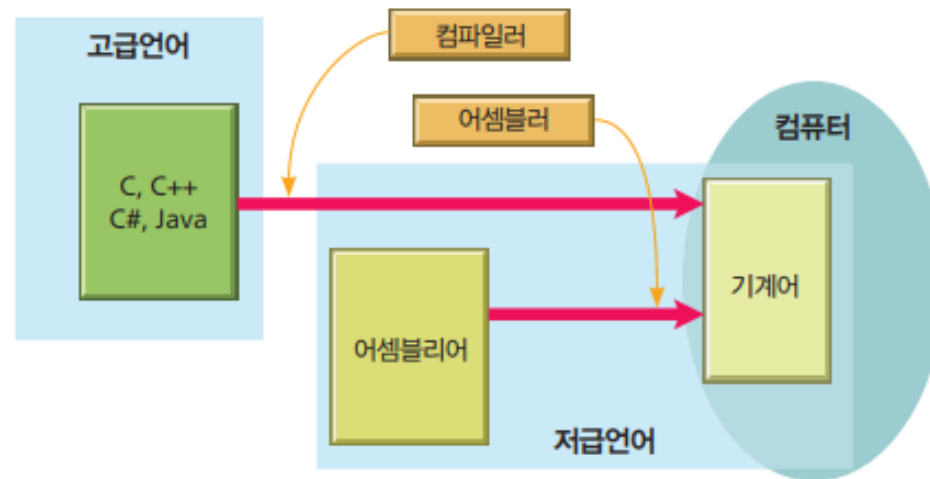 고급언어
컴파일러
어셈블러
컴퓨터
C, C++
C#, Java
기계어
어셈블리어
저급언어